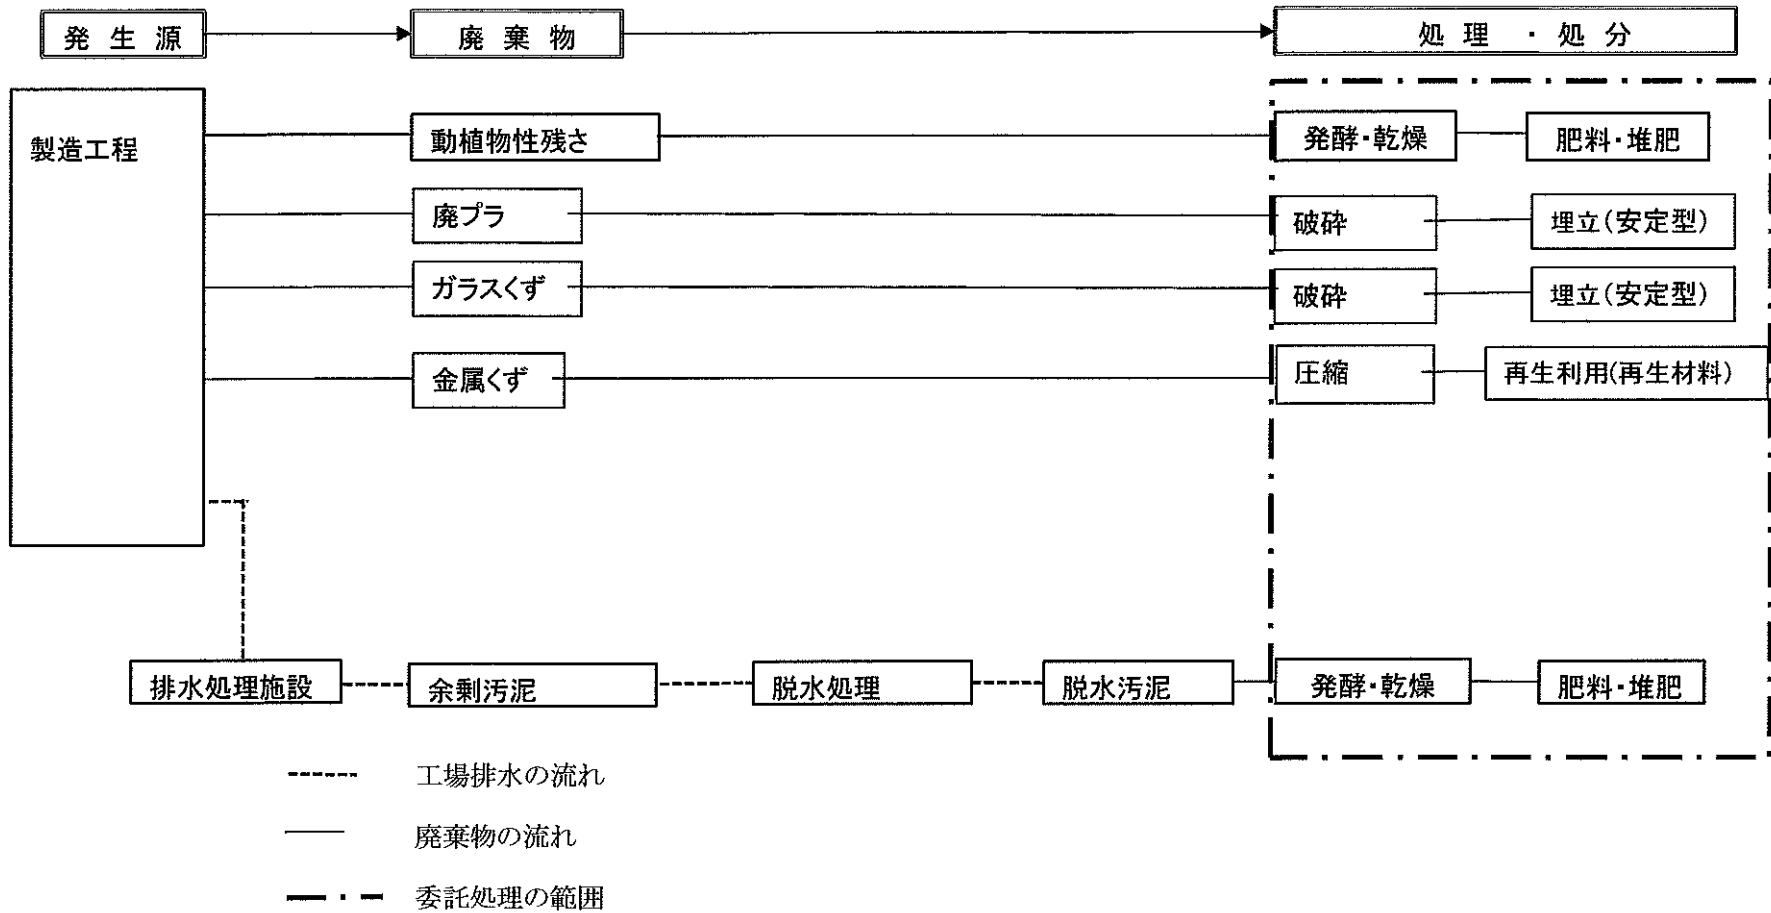 発生源
廃棄物
処理・処分
製造工程
動植物性残さ
発酵・乾燥
肥料・堆肥
廃プラ
破砕
埋立(安定型)
ガラスくず
破砕
埋立(安定型)
金属くず
圧縮
再生利用(再生材料)
排水処理施設
余剰汚泥
脱水処理
脱水汚泥
発酵・乾燥
肥料・堆肥
工場排水の流れ
廃棄物の流れ
委託処理の範囲